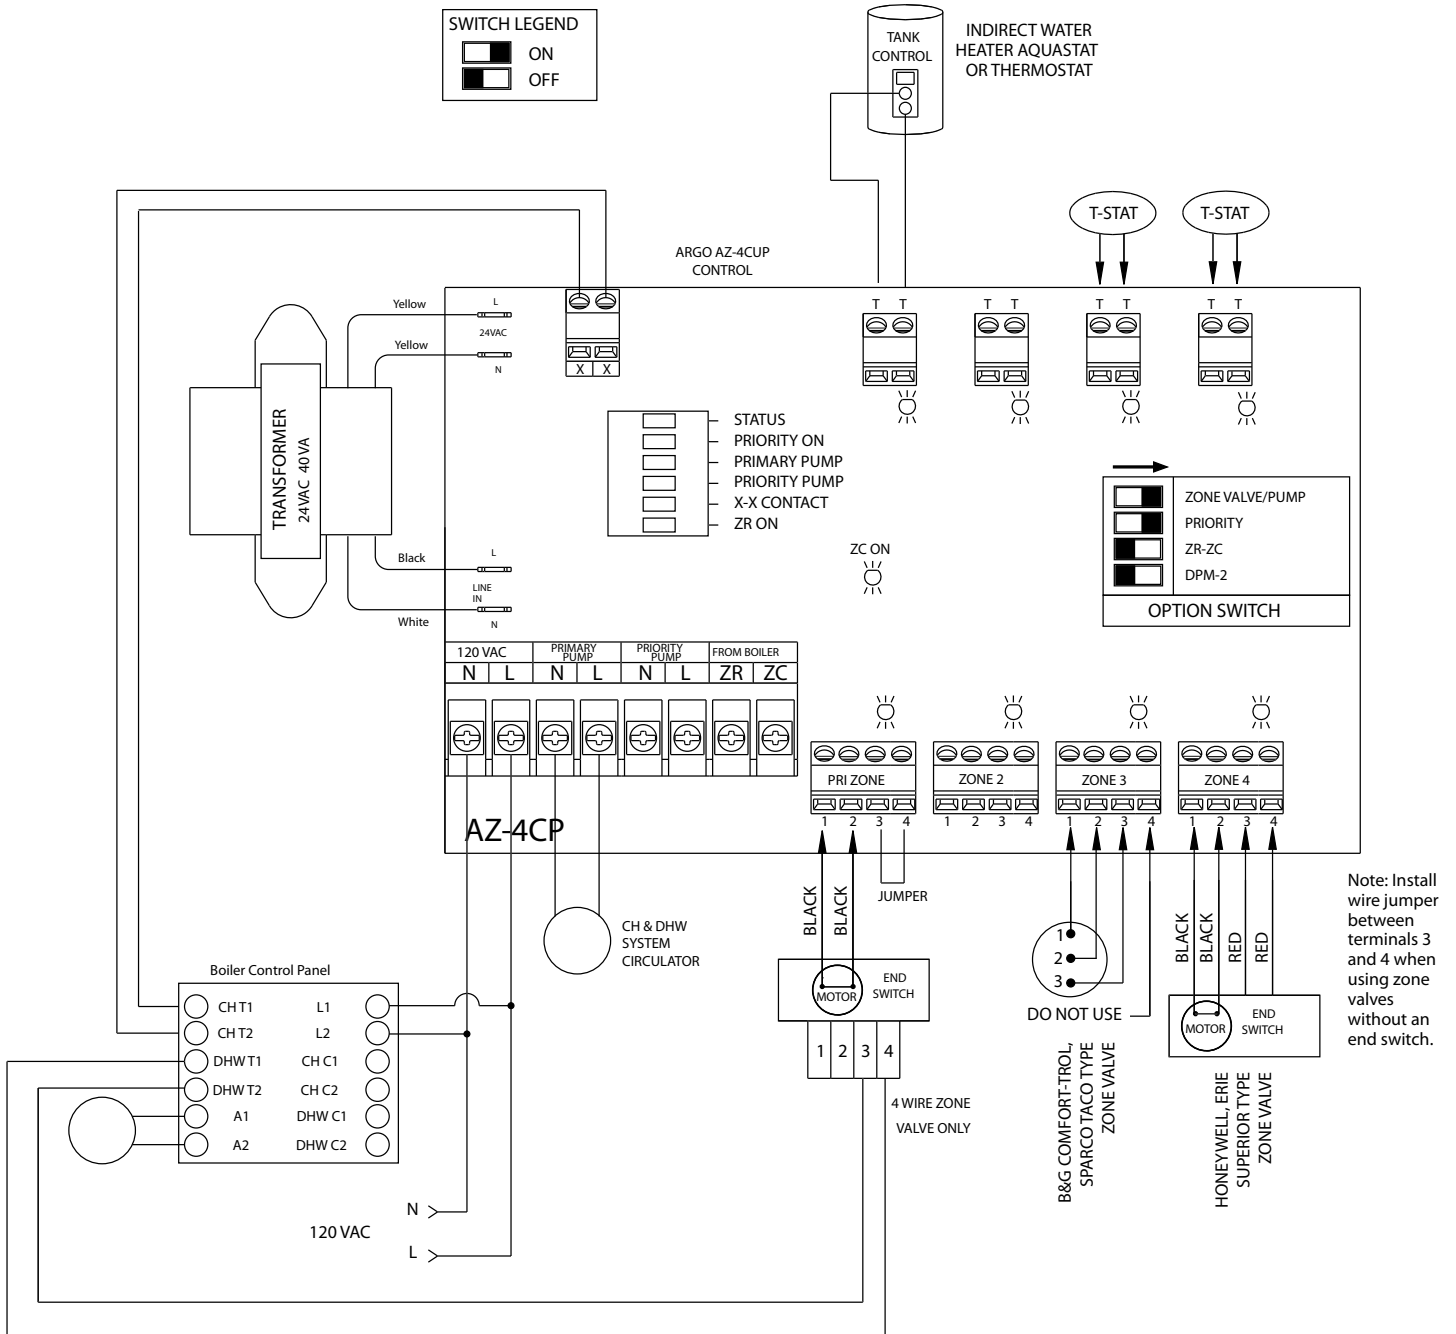 SWITCH LEGEND
ON
OFF
TANK
CONTROL
INDIRECT WATER
HEATER AQUASTAT
OR THERMOSTAT
T-STAT
T-STAT
ARGO AZ-4CUP
CONTROL
Yellow
L
24VAC
Yellow
N
X X
T T
T T
T T
T T
TRANSFORMER
24VAC 40 VA
STATUS
PRIORITY ON
PRIMARY PUMP
PRIORITY PUMP
X-X CONTACT
ZR ON
ZONE VALVE/PUMP
PRIORITY
ZR-ZC
DPM-2
OPTION SWITCH
ZC ON
Black
L
LINE
IN
White
N
120 VAC
PRIMARY
PUMP
PRIORITY
PUMP
FROM BOILER
N L N L N L ZR ZC
PRI ZONE
ZONE 2
ZONE 3
ZONE 4
1 2 3 4
1 2 3 4
1 2 3 4
1 2 3 4
AZ-4CP
JUMPER
BLACK
BLACK
CH & DHW
SYSTEM
CIRCULATOR
MOTOR
END
SWITCH
1 2 3 4
4 WIRE ZONE
VALVE ONLY
1
2
3
DO NOT USE
B&G COMFORT-TROL,
SPARCO TACO TYPE
ZONE VALVE
BLACK
BLACK
RED
RED
MOTOR
END
SWITCH
HONEYWELL, ERIE
SUPERIOR TYPE
ZONE VALVE
Note: Install
wire jumper
between
terminals 3
and 4 when
using zone
valves
without an
end switch.
Boiler Control Panel
CH T1 L1
CH T2 L2
DHW T1 CH C1
DHW T2 CH C2
A1 DHW C1
A2 DHW C2
N
120 VAC
L